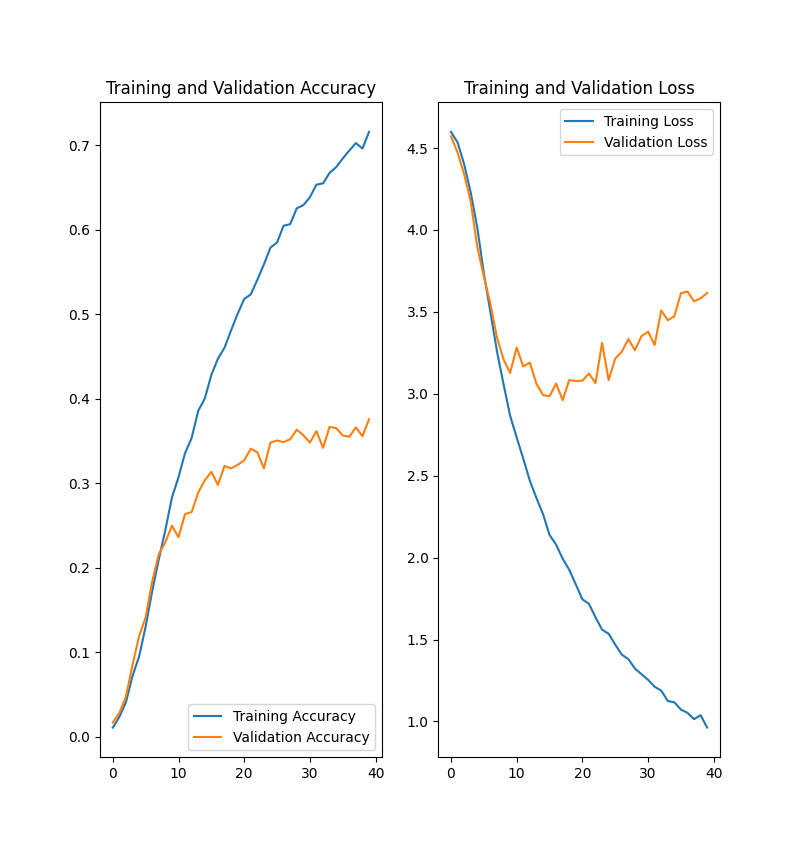 Training and Validation Accuracy
0.7
0.6
0.5
0.4
0.3
0.2
0.1
0.0
Training Accuracy
Validation Accuracy
0 10 20 30 40
Training and Validation Loss
Training Loss
Validation Loss
4.5
4.0
3.5
3.0
2.5
2.0
1.5
1.0
0 10 20 30 40